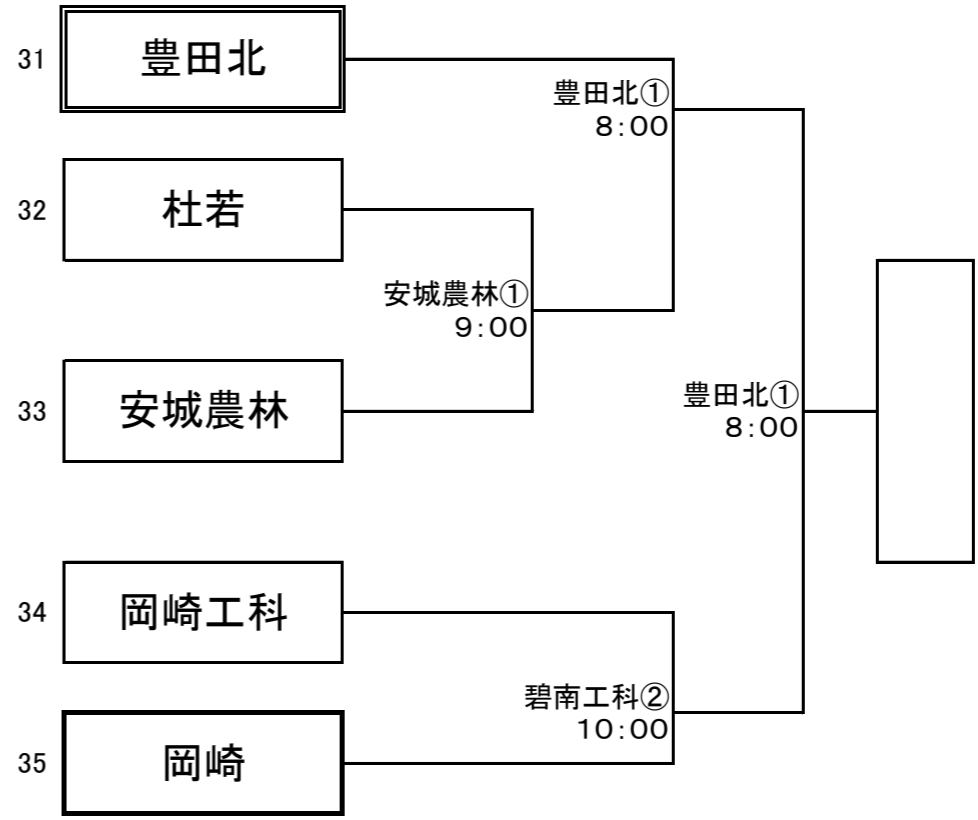 31
豊田北
豊田北①
8:00
32
杜若
安城農林①
9:00
33
安城農林
豊田北①
8:00
34
岡崎工科
碧南工科②
10:00
35
岡崎